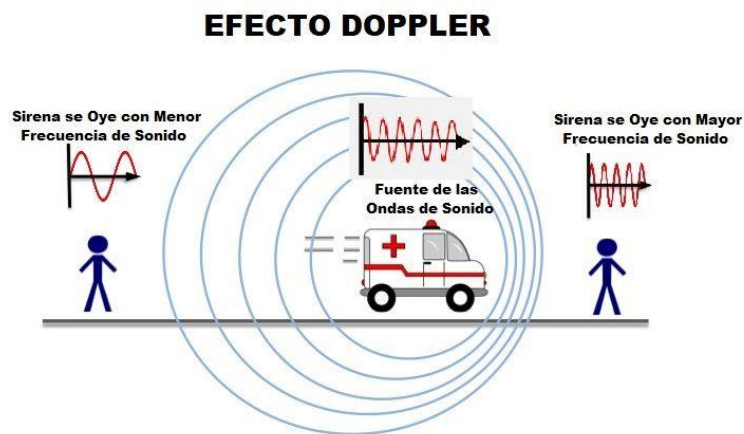 EFECTO DOPPLER
Sirena se Oye con Menor
Frecuencia de Sonido
Fuente de las
Ondas de Sonido
Sirena se Oye con Mayor
Frecuencia de Sonido